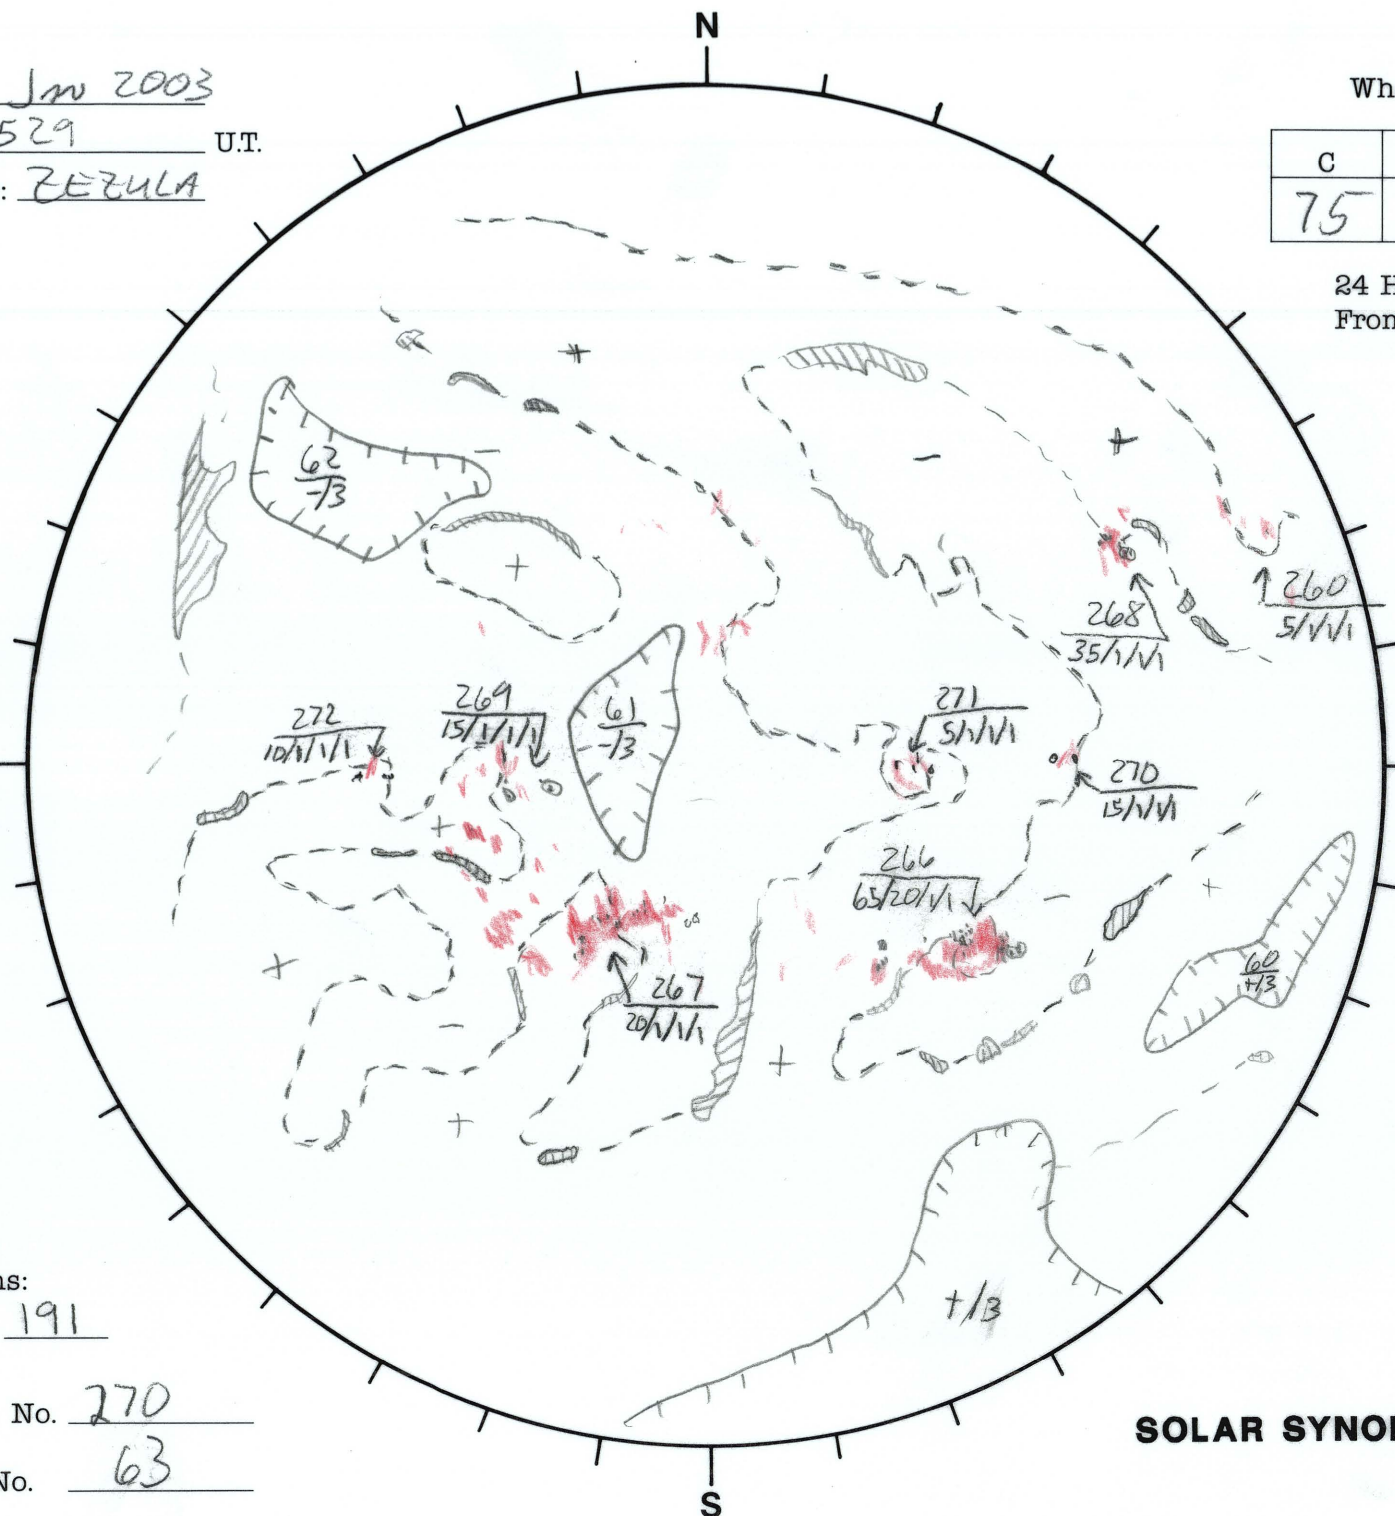 N
Jan 2003
529 U.T.
: ZEZULA
Wh
C
75
24 H
Fron
+
62
-/3
-
-
+
+
268
35/1/1/1
260
5/1/1/1
272
10/1/1/1
269
15/1/1/1
61
-/3
271
5/1/1/1
270
15/1/1/1
+
266
65/20/1/1
-
+
+
60
+/3
267
20/1/1/1
-
+
+
+/3
ns:
191
No. 270
No. 63
SOLAR SYNOP
S